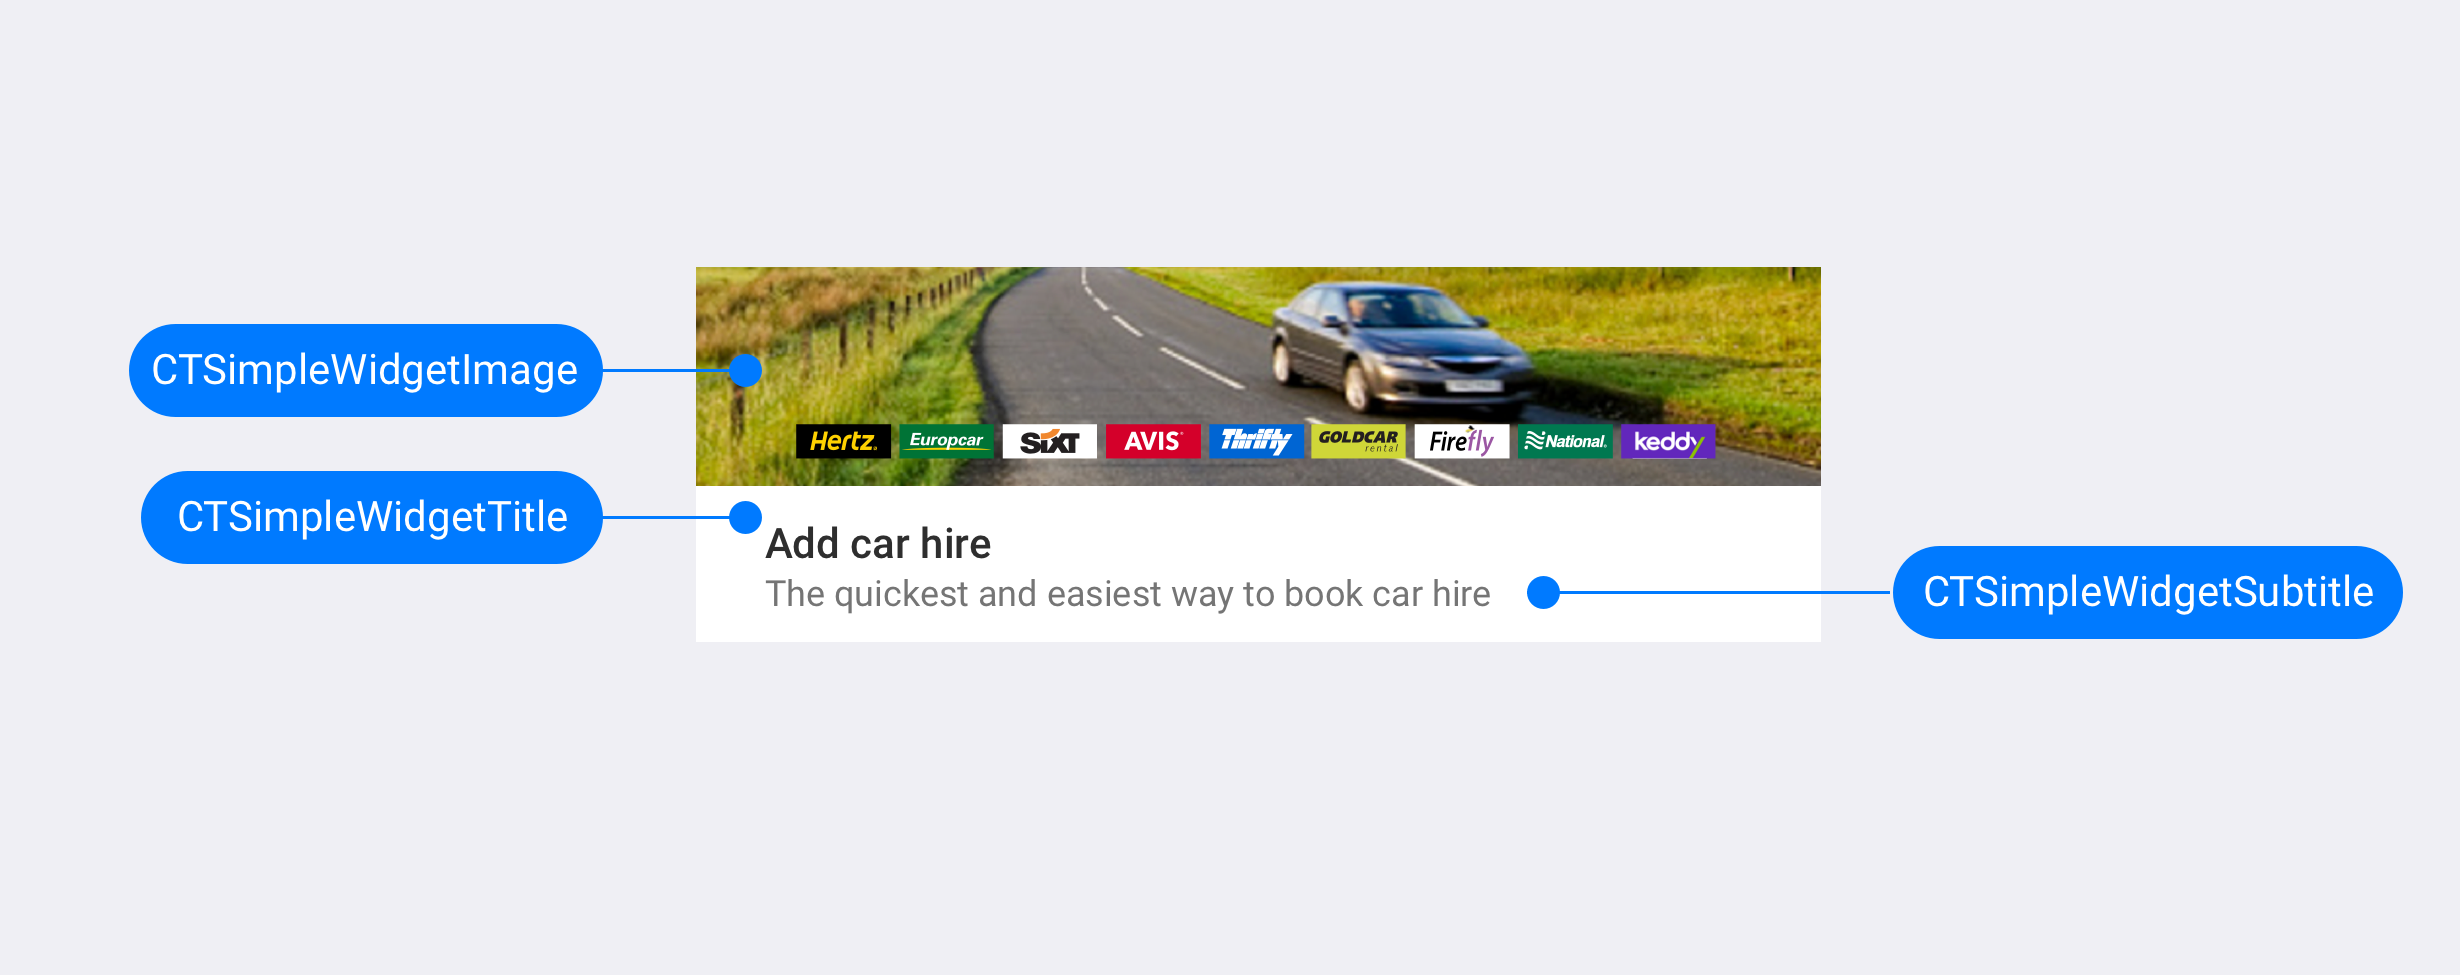 CTSimpleWidgetImage
Hertz
Europcar
SIXT
AVIS
Thrifty
GOLDCAR
rental
Firefly
National
keddy
CTSimpleWidgetTitle
Add car hire
The quickest and easiest way to book car hire
CTSimpleWidgetSubtitle